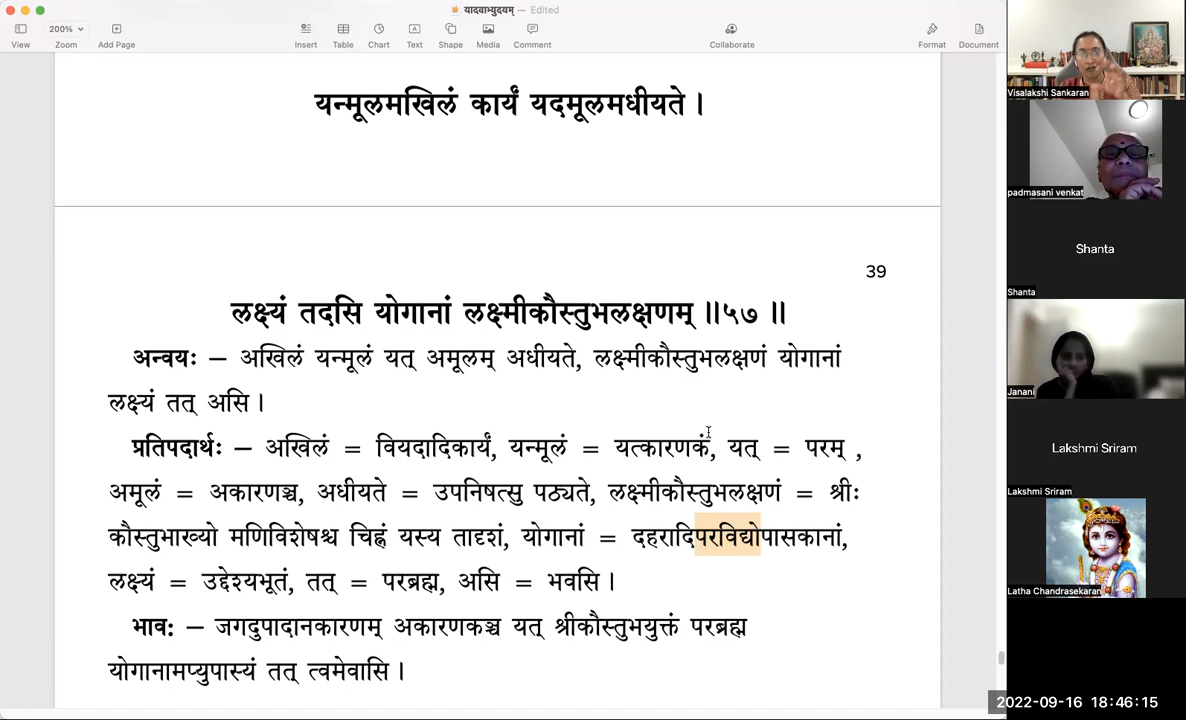 यादवाभ्युदयम् — Edited
200%
View Zoom Add Page Insert Table Chart Text Shape Media Comment Collaborate Format Document
यन्मूलमखिलं कार्यं यदमूलमधीयते ।
39
लक्ष्यं तदसि योगानां लक्ष्मीकौस्तुभलक्षणम् ॥५७ ॥
अन्वयः — अखिलं यन्मूलं यत् अमूलम् अधीयते, लक्ष्मीकौस्तुभलक्षणं योगानां
लक्ष्यं तत् असि ।
प्रतिपदार्थः — अखिलं = वियदादिकार्यं, यन्मूलं = यत्कारणकं, यत् = परम् ,
अमूलं = अकारणञ्च, अधीयते = उपनिषत्सु पठ्यते, लक्ष्मीकौस्तुभलक्षणं = श्रीः
कौस्तुभाख्यो मणिविशेषश्च चिह्नं यस्य तादृशं, योगानां = दहरादिपरविद्योपासकानां,
लक्ष्यं = उद्देश्यभूतं, तत् = परब्रह्म, असि = भवसि ।
भाव: — जगदुपादानकारणम् अकारणकञ्च यत् श्रीकौस्तुभयुक्तं परब्रह्म
योगानामप्युपास्यं तत् त्वमेवासि ।
Visalakshi Sankaran
padmasani venkat
Shanta
Shanta
Janani
Lakshmi Sriram
Lakshmi Sriram
Latha Chandrasekaran
2022-09-16 18:46:15